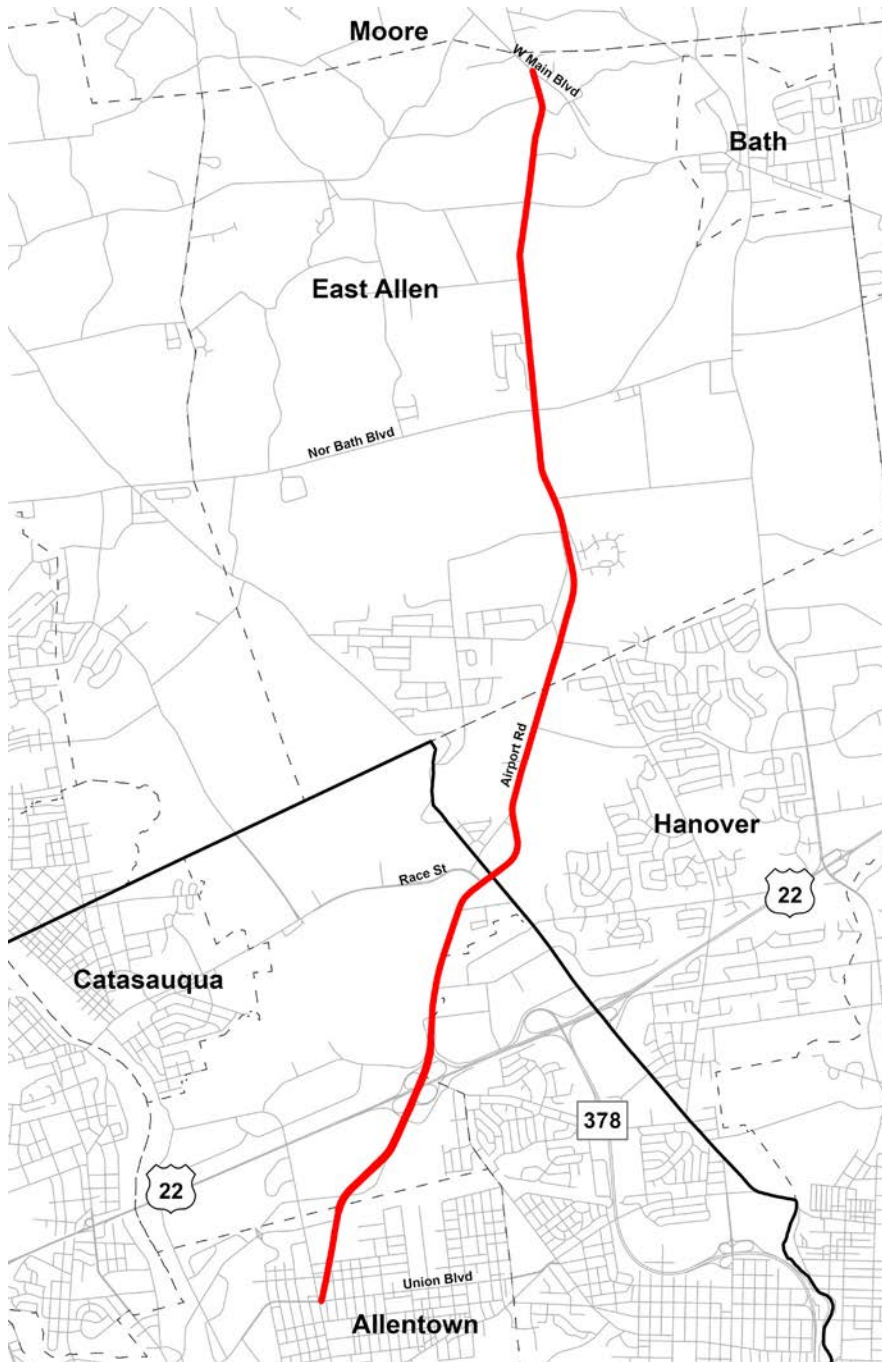 Moore
W Main Blvd
Bath
East Allen
Nor Bath Blvd
Airport Rd
Hanover
Race St
22
Catasauqua
378
22
Union Blvd
Allentown